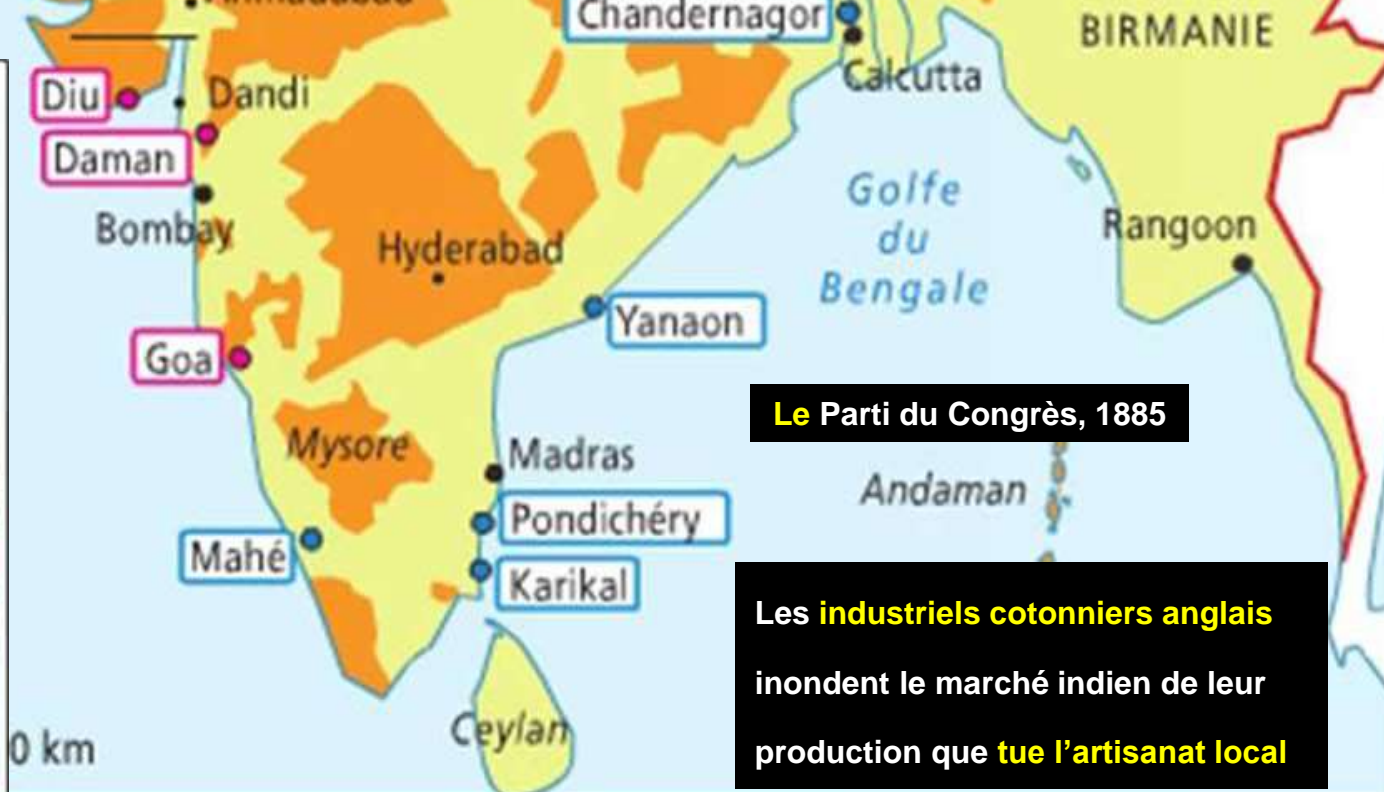 Ahmadabad
Chandernagor
BIRMANIE
Calcutta
Diu
Dandi
Daman
Golfe
du
Bengale
Bombay
Rangoon
Hyderabad
Yanaon
Goa
Le Parti du Congrès, 1885
Mysore
Madras
Andaman
Pondichéry
Mahé
Karikal
Les industriels cotonniers anglais
inondent le marché indien de leur
production que tue l’artisanat local
Ceylan
0 km